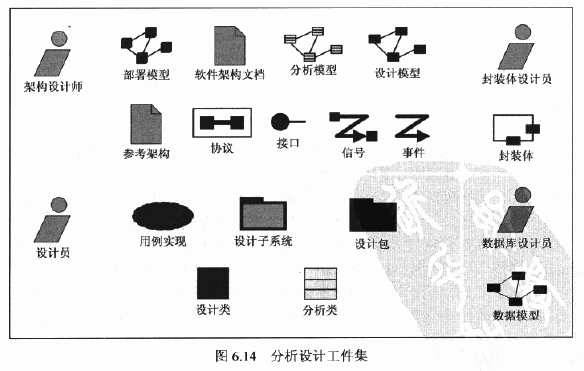 架构设计师 部署模型 软件架构文档 分析模型 设计模型 封装体设计员
参考架构 协议 接口 信号 事件 封装体
设计员 用例实现 设计子系统 设计包 数据库设计员
设计类 分析类 数据模型
图 6.14 分析设计工件集